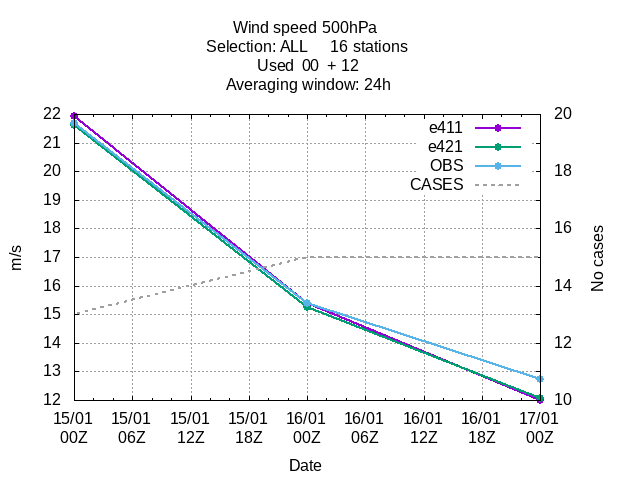 Wind speed 500hPa
Selection: ALL     16 stations
Used  00  + 12
Averaging window: 24h
22
21
20
19
18
17
16
15
14
13
12
m/s
20
18
16
14
12
10
No cases
e411
e421
OBS
CASES
15/01 15/01 15/01 15/01 16/01 16/01 16/01 16/01 17/01
00Z 06Z 12Z 18Z 00Z 06Z 12Z 18Z 00Z
Date